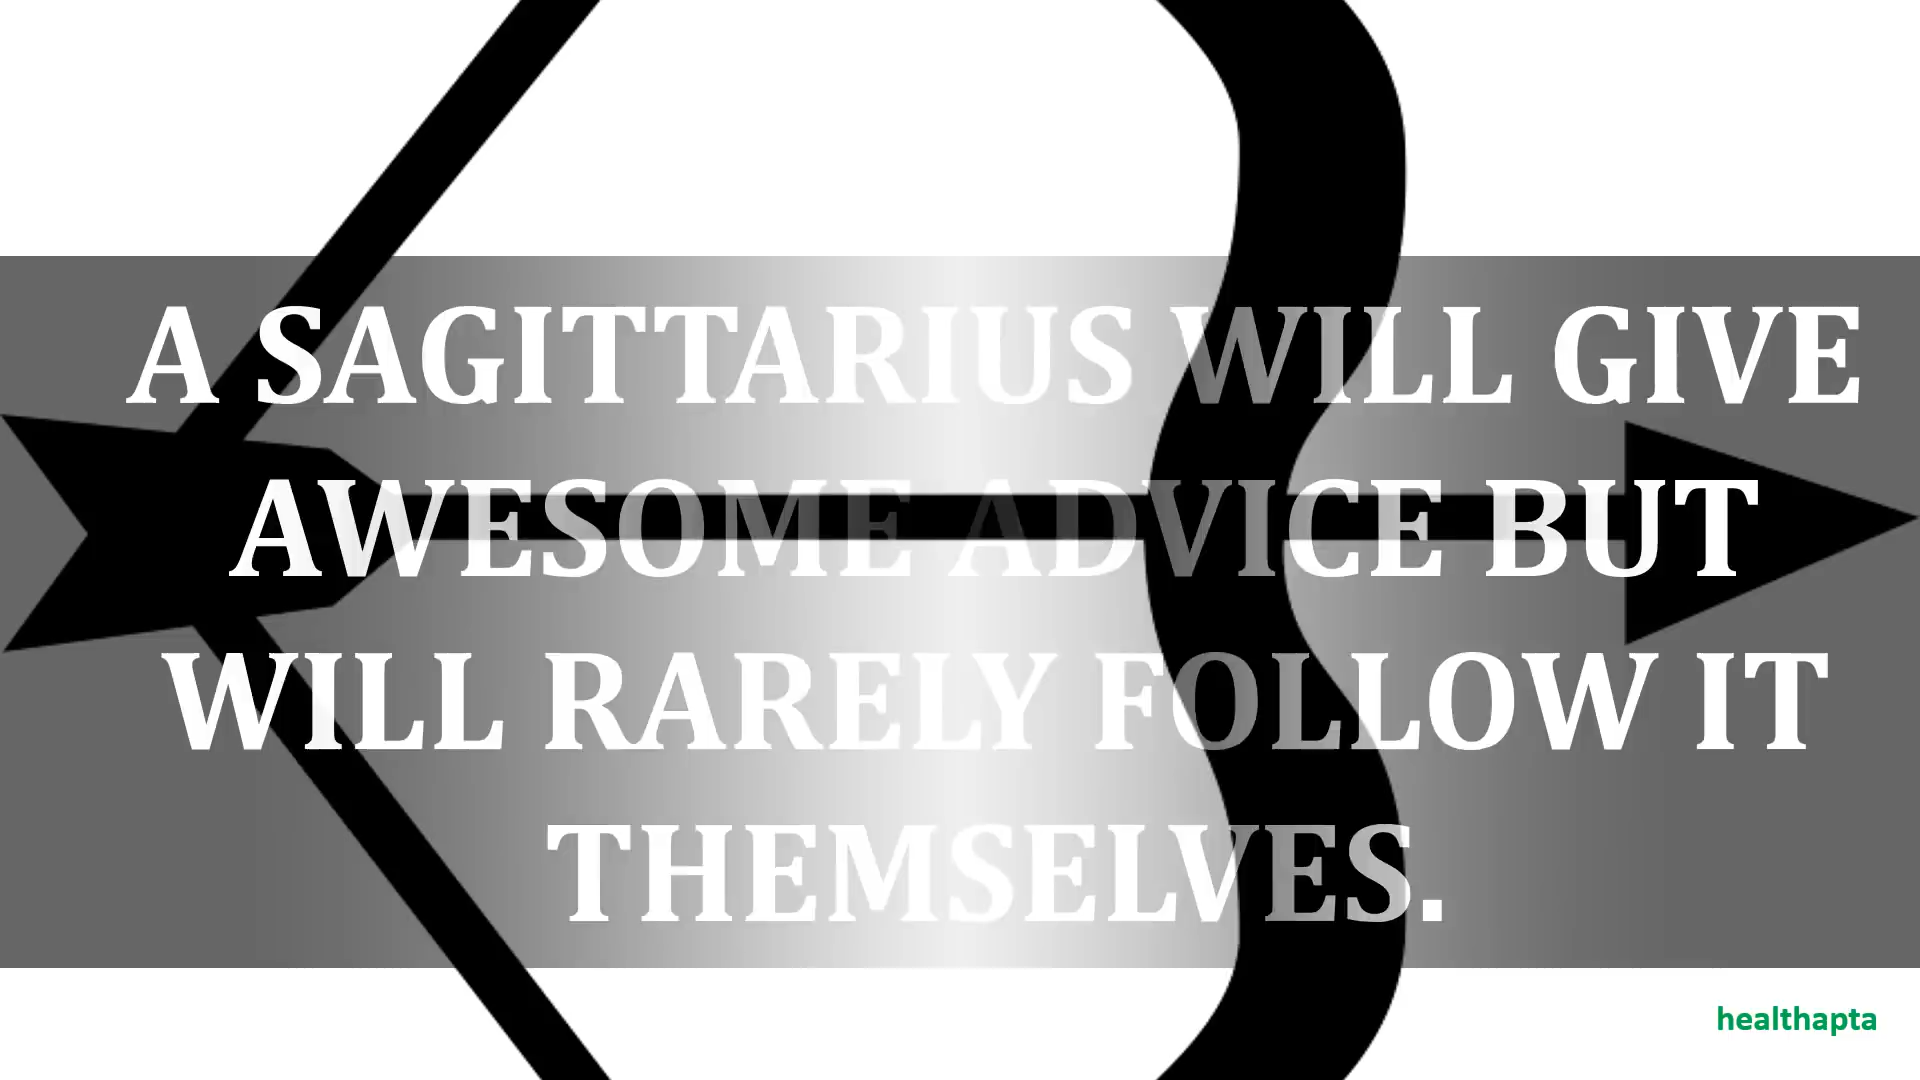 A SAGITTARIUS WILL GIVE
AWESOME ADVICE BUT
WILL RARELY FOLLOW IT
THEMSELVES.
healthapta